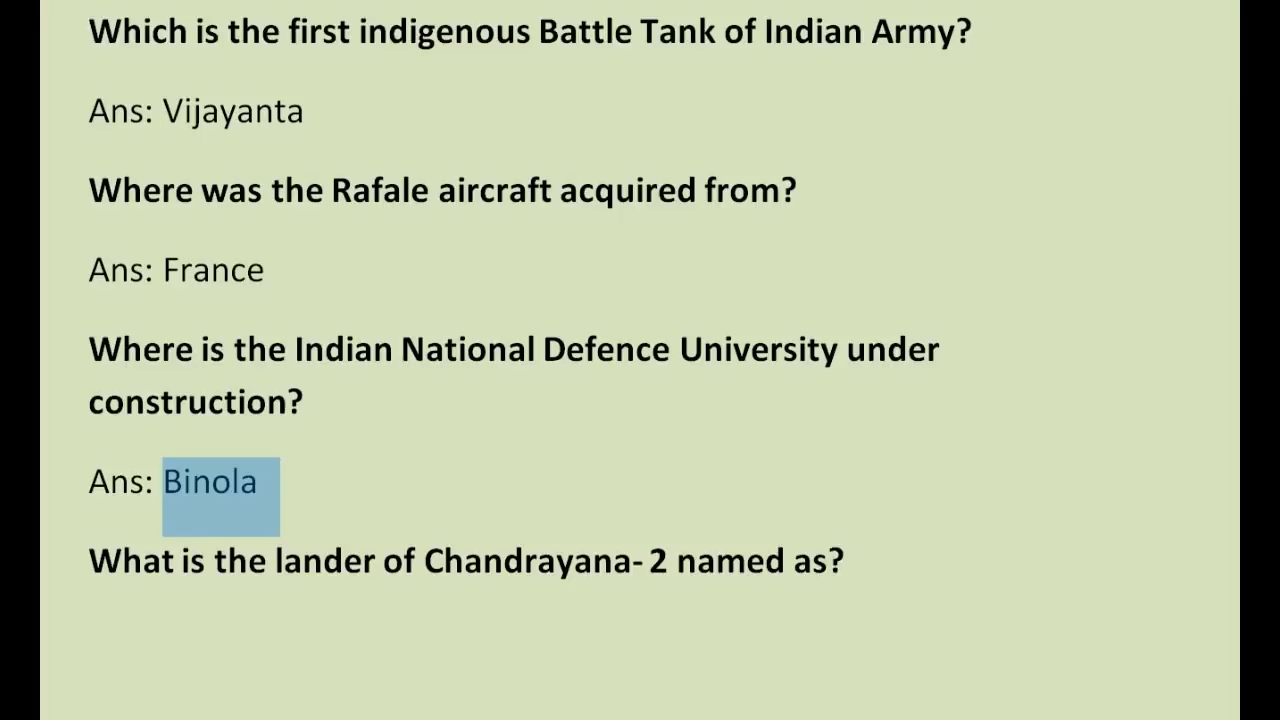 Which is the first indigenous Battle Tank of Indian Army?
Ans: Vijayanta
Where was the Rafale aircraft acquired from?
Ans: France
Where is the Indian National Defence University under
construction?
Ans: Binola
What is the lander of Chandrayana- 2 named as?